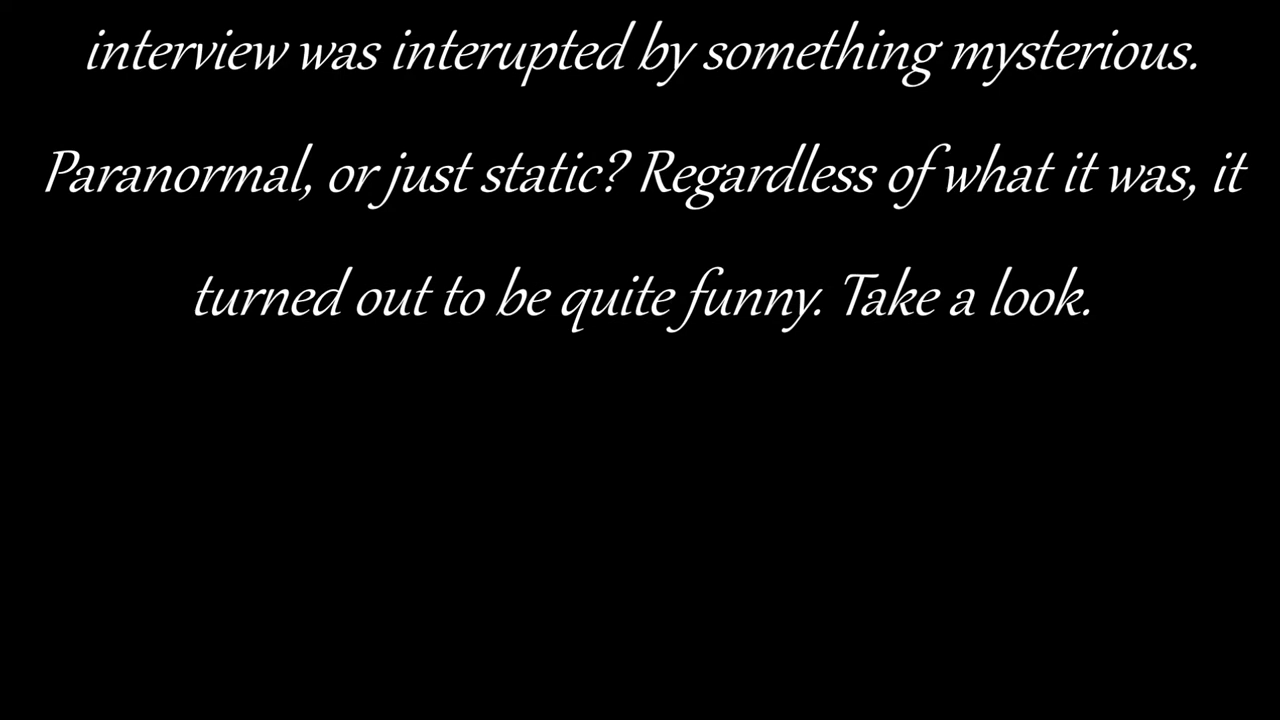 interview was interupted by something mysterious.
Paranormal, or just static? Regardless of what it was, it
turned out to be quite funny. Take a look.